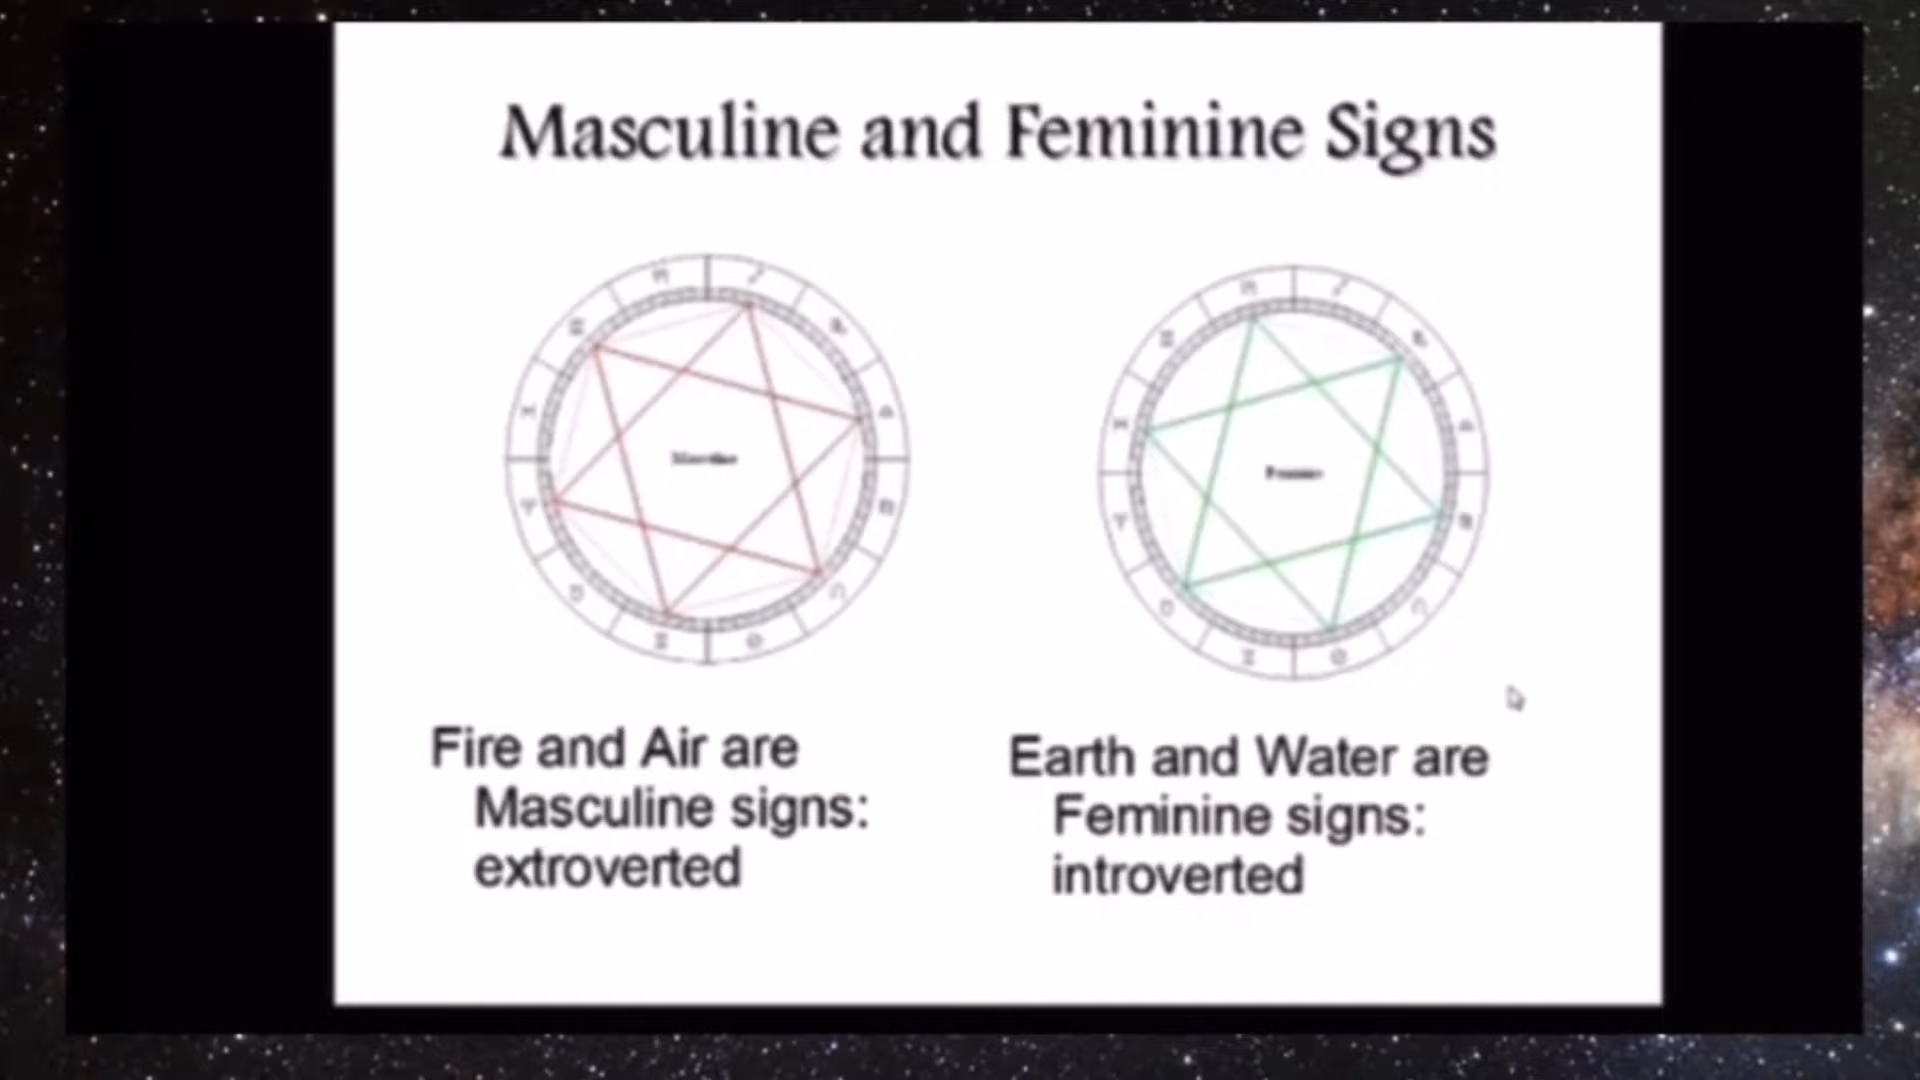 Masculine and Feminine Signs
Fire and Air are
Masculine signs:
extroverted
Earth and Water are
Feminine signs:
introverted